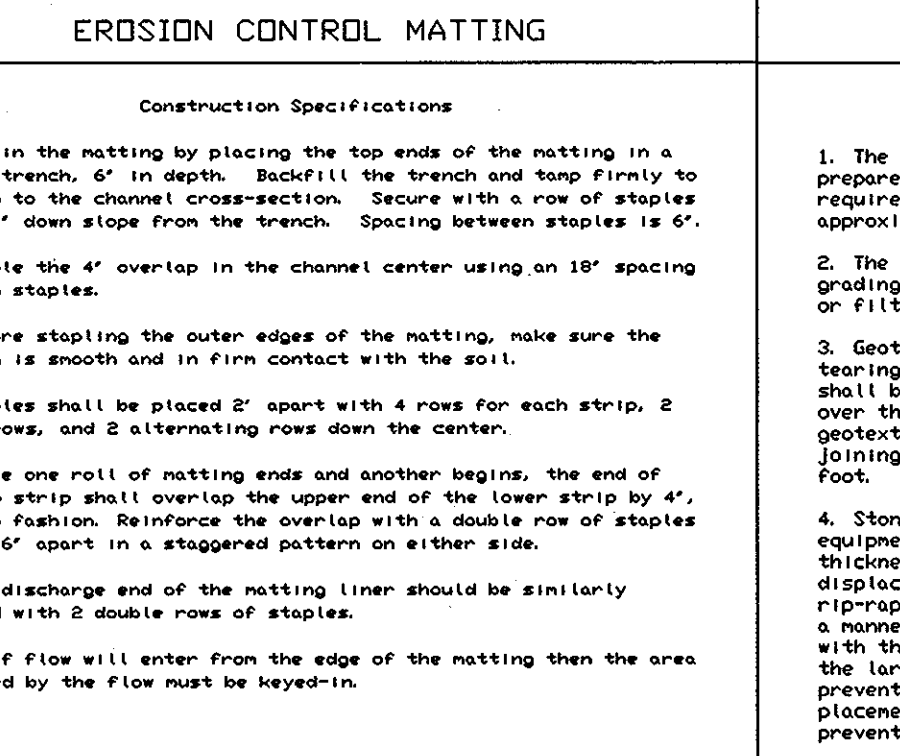 EROSION CONTROL MATTING
Construction Specifications
in the matting by placing the top ends of the matting in a
trench, 6" in depth. Backfill the trench and tamp firmly to
to the channel cross-section. Secure with a row of staples
" down slope from the trench. Spacing between staples is 6".
le the 4" overlap in the channel center using an 18" spacing
staples.
re stapling the outer edges of the matting, make sure the
is smooth and in firm contact with the soil.
les shall be placed 2' apart with 4 rows for each strip, 2
ows, and 2 alternating rows down the center.
e one roll of matting ends and another begins, the end of
strip shall overlap the upper end of the lower strip by 4",
fashion. Reinforce the overlap with a double row of staples
6" apart in a staggered pattern on either side.
discharge end of the matting liner should be similarly
with 2 double rows of staples.
f flow will enter from the edge of the matting then the area
d by the flow must be keyed-in.
1. The
prepare
require
approxi
2. The
grading
or filt
3. Geot
tearing
shall b
over th
geotext
joining
foot.
4. Ston
equipme
thickne
displac
rip-rap
a manne
with th
the lar
prevent
placeme
prevent